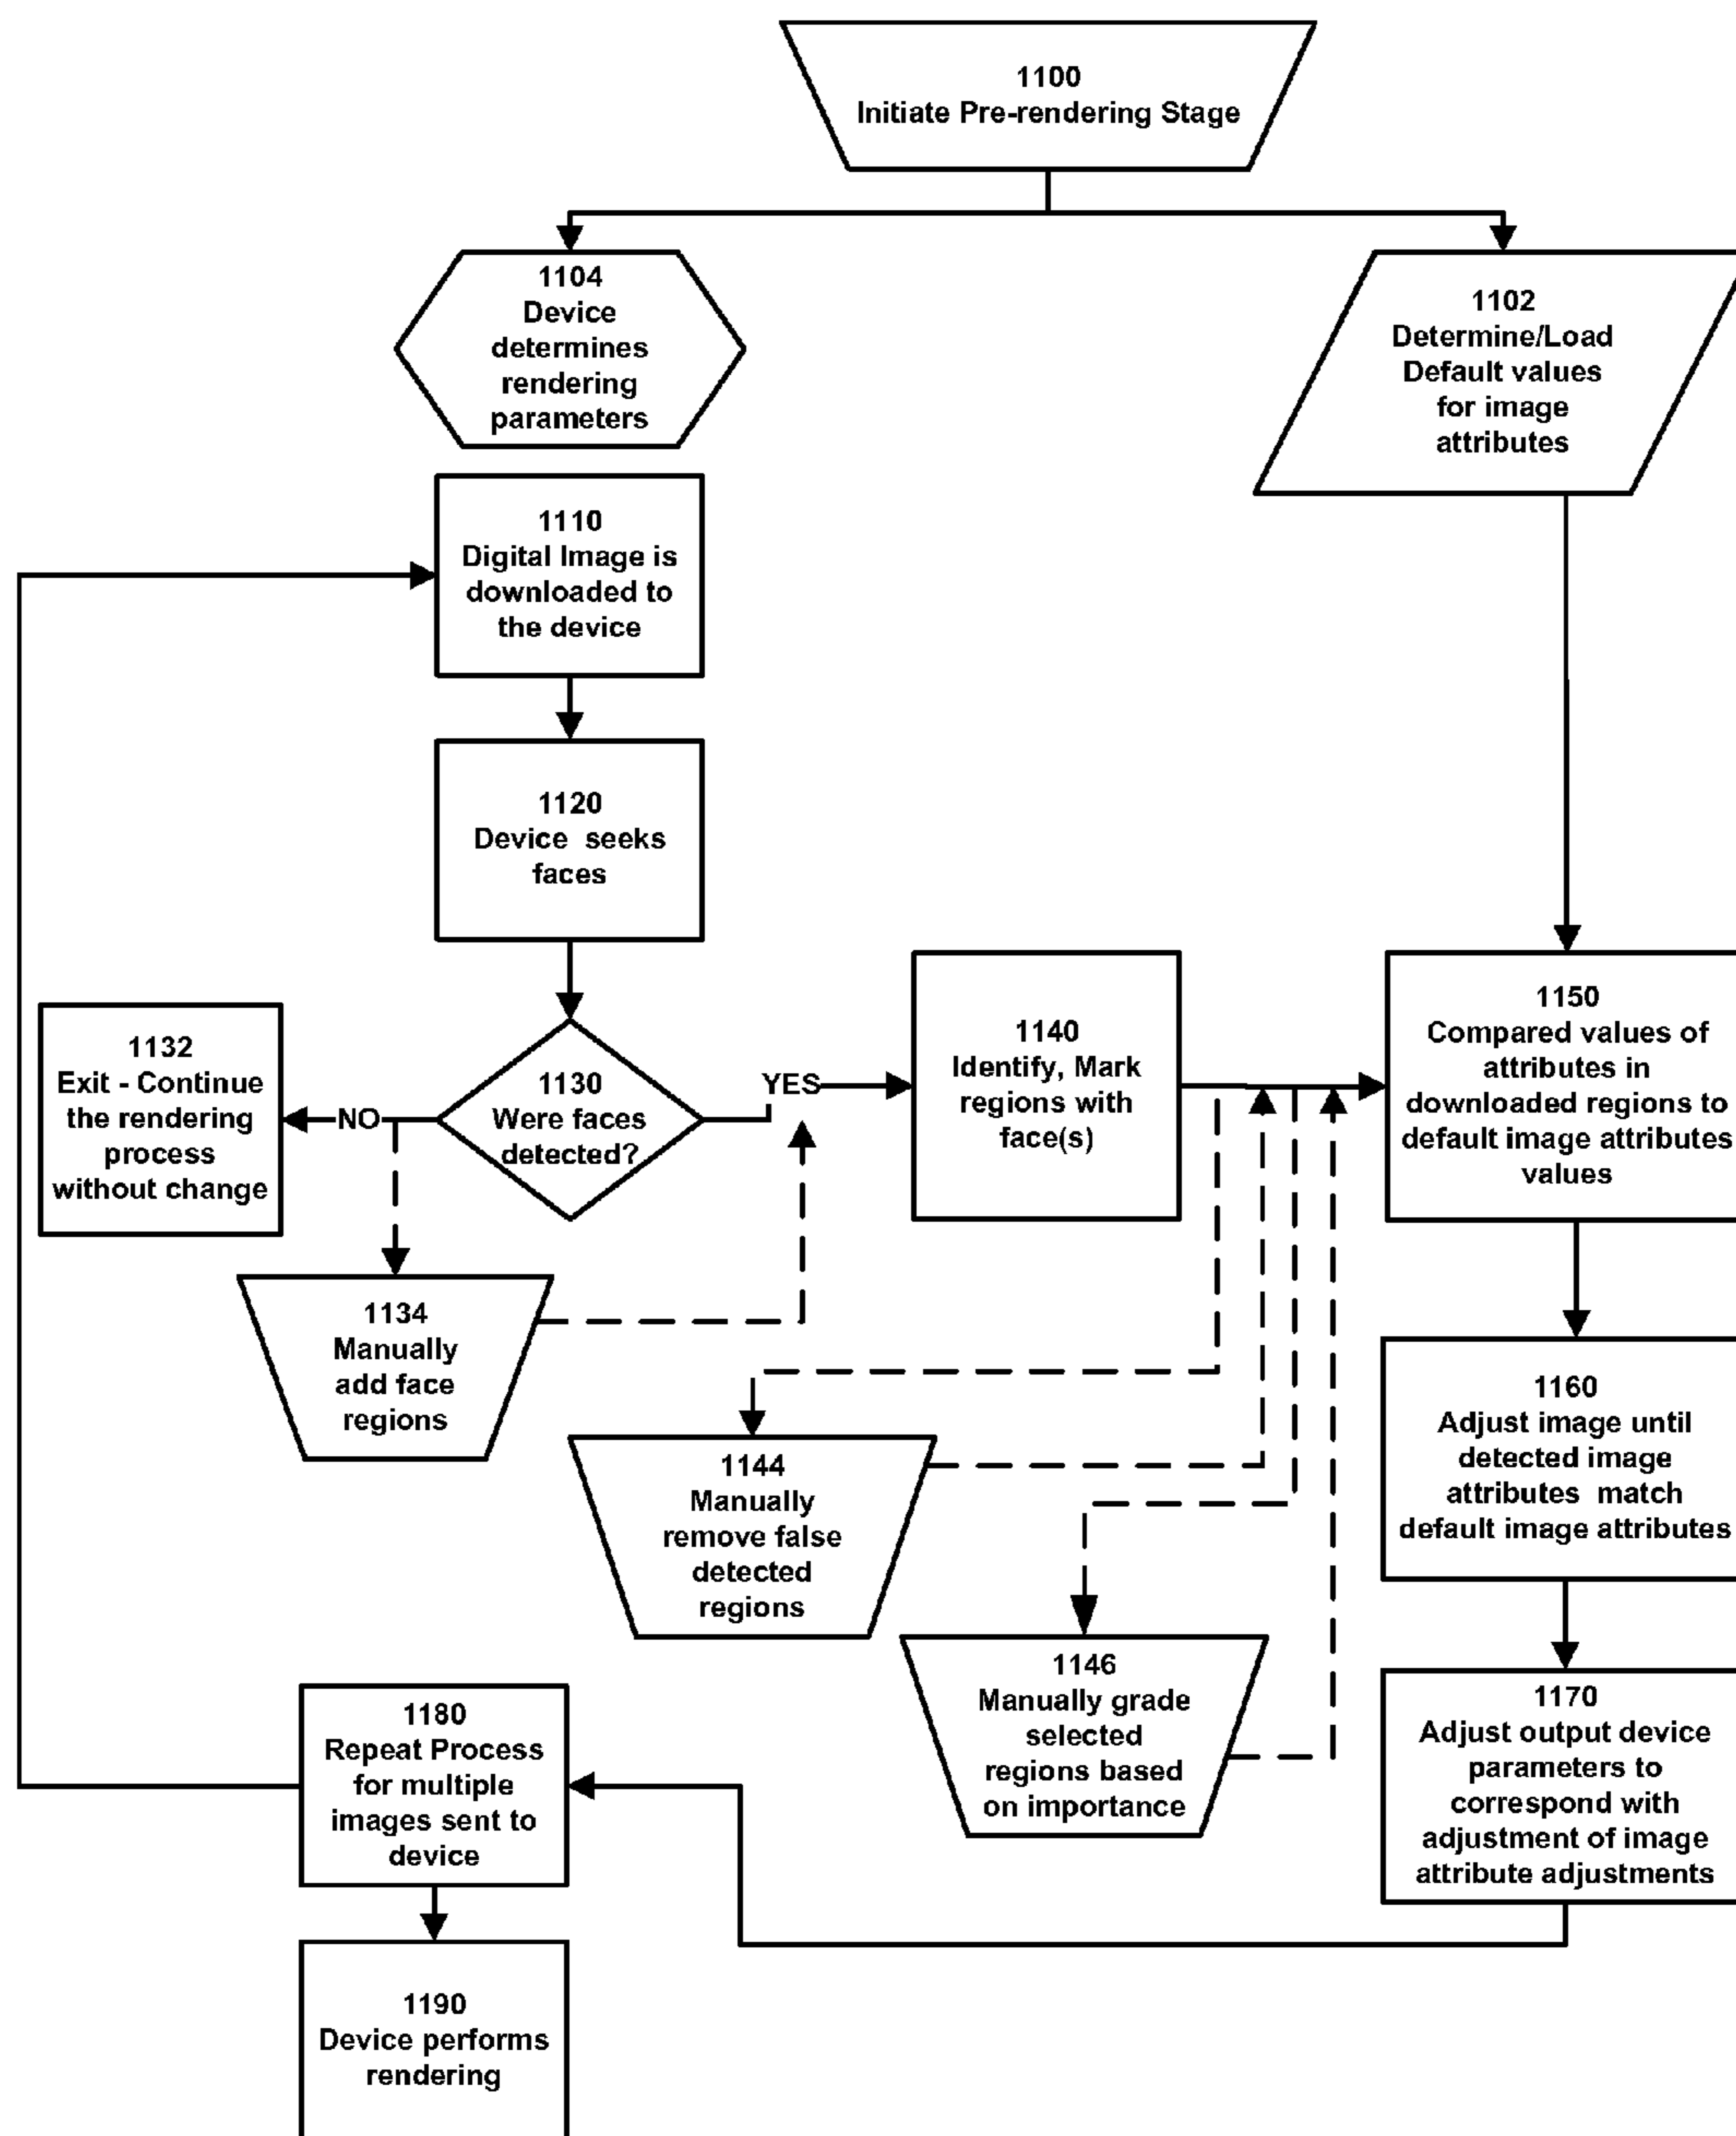 1100
Initiate Pre-rendering Stage
1104
Device
determines
rendering
parameters
1102
Determine/Load
Default values
for image
attributes
1110
Digital Image is
downloaded to
the device
1120
Device seeks
faces
1130
Were faces
detected?
NO
YES
1132
Exit - Continue
the rendering
process
without change
1134
Manually
add face
regions
1140
Identify, Mark
regions with
face(s)
1150
Compared values of
attributes in
downloaded regions to
default image attributes
values
1144
Manually
remove false
detected
regions
1146
Manually grade
selected
regions based
on importance
1160
Adjust image until
detected image
attributes match
default image attributes
1170
Adjust output device
parameters to
correspond with
adjustment of image
attribute adjustments
1180
Repeat Process
for multiple
images sent to
device
1190
Device performs
rendering